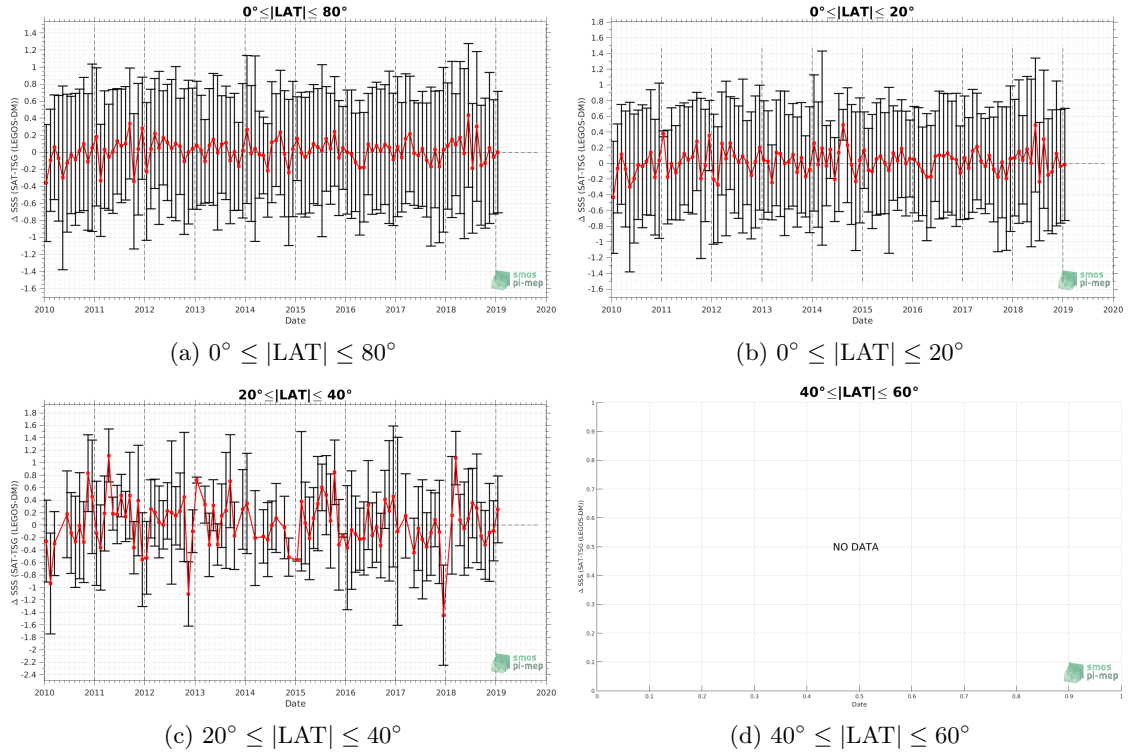 0°≤|LAT|≤ 80°
Δ SSS (SAT-TSG (LEGOS-DM))
1.4
1.2
1
0.8
0.6
0.4
0.2
0
-0.2
-0.4
-0.6
-0.8
-1
-1.2
-1.4
-1.6
2010 2011 2012 2013 2014 2015 2016 2017 2018 2019 2020
Date
smos
pi-mep
(a) 0° ≤ |LAT| ≤ 80°
0°≤|LAT|≤ 20°
Δ SSS (SAT-TSG (LEGOS-DM))
1.8
1.6
1.4
1.2
1
0.8
0.6
0.4
0.2
0
-0.2
-0.4
-0.6
-0.8
-1
-1.2
-1.4
-1.6
2010 2011 2012 2013 2014 2015 2016 2017 2018 2019 2020
Date
smos
pi-mep
(b) 0° ≤ |LAT| ≤ 20°
20°≤|LAT|≤ 40°
Δ SSS (SAT-TSG (LEGOS-DM))
1.8
1.6
1.4
1.2
1
0.8
0.6
0.4
0.2
0
-0.2
-0.4
-0.6
-0.8
-1
-1.2
-1.4
-1.6
-1.8
-2
-2.2
-2.4
2010 2011 2012 2013 2014 2015 2016 2017 2018 2019 2020
Date
smos
pi-mep
(c) 20° ≤ |LAT| ≤ 40°
40°≤|LAT|≤ 60°
Δ SSS (SAT-TSG (LEGOS-DM))
1
0.9
0.8
0.7
0.6
0.5
0.4
0.3
0.2
0.1
0
NO DATA
0 0.1 0.2 0.3 0.4 0.5 0.6 0.7 0.8 0.9 1
Date
smos
pi-mep
(d) 40° ≤ |LAT| ≤ 60°